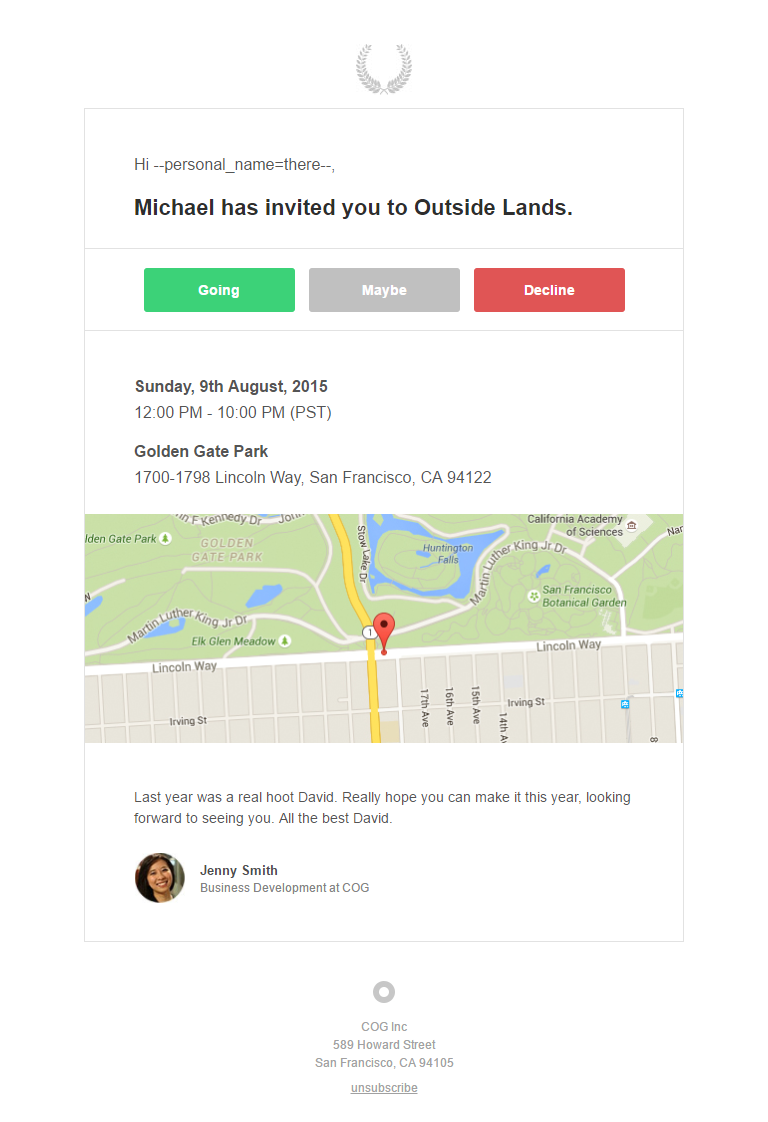 Hi --personal_name=there--,
Michael has invited you to Outside Lands.
Going
Maybe
Decline
Sunday, 9th August, 2015
12:00 PM - 10:00 PM (PST)
Golden Gate Park
1700-1798 Lincoln Way, San Francisco, CA 94122
n F Kennedy Dr
John
lden Gate Park
GOLDEN
GATE PARK
Stow Lake Dr
Huntington
Falls
California Academy
of Sciences
Nan
Martin Luther King Jr Dr
San Francisco
Botanical Garden
Martin Luther King Jr Dr
Elk Glen Meadow
1
Lincoln Way
Lincoln Way
Irving St
17th Ave
16th Ave
15th Ave
14th A
Irving St
Last year was a real hoot David. Really hope you can make it this year, looking
forward to seeing you. All the best David.
Jenny Smith
Business Development at COG
COG Inc
589 Howard Street
San Francisco, CA 94105
unsubscribe